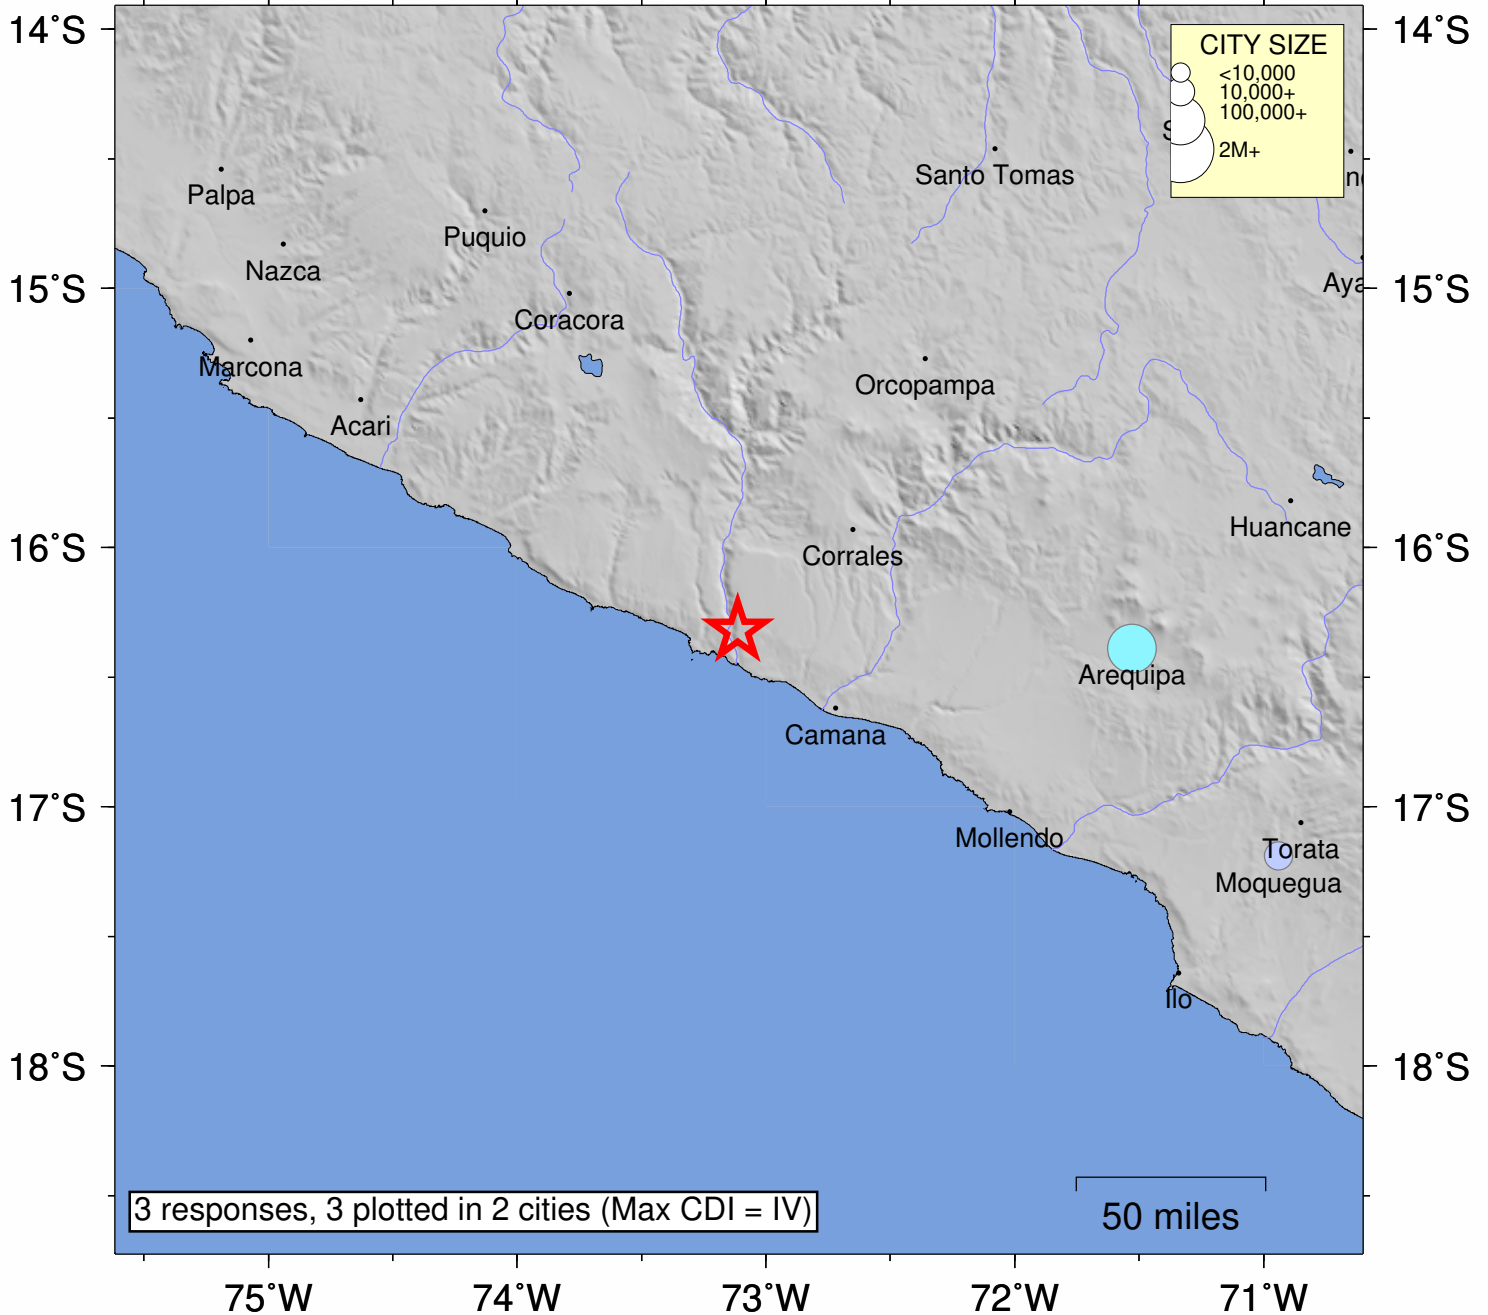 14°S
14°S
CITY SIZE
<10,000
10,000+
100,000+
2M+
Santo Tomas
Palpa
Puquio
Nazca
Aya
15°S
15°S
Coracora
Marcona
Orcopampa
Acari
Huancane
16°S
16°S
Corrales
Arequipa
Camana
17°S
17°S
Mollendo
Torata
Moquegua
Ilo
18°S
18°S
3 responses, 3 plotted in 2 cities (Max CDI = IV)
50 miles
75°W
74°W
73°W
72°W
71°W